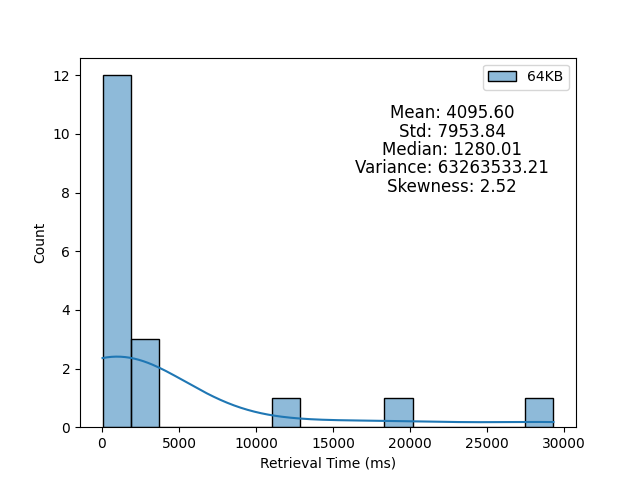 64KB
Mean: 4095.60
Std: 7953.84
Median: 1280.01
Variance: 63263533.21
Skewness: 2.52
12
10
8
6
4
2
0
Count
0 5000 10000 15000 20000 25000 30000
Retrieval Time (ms)